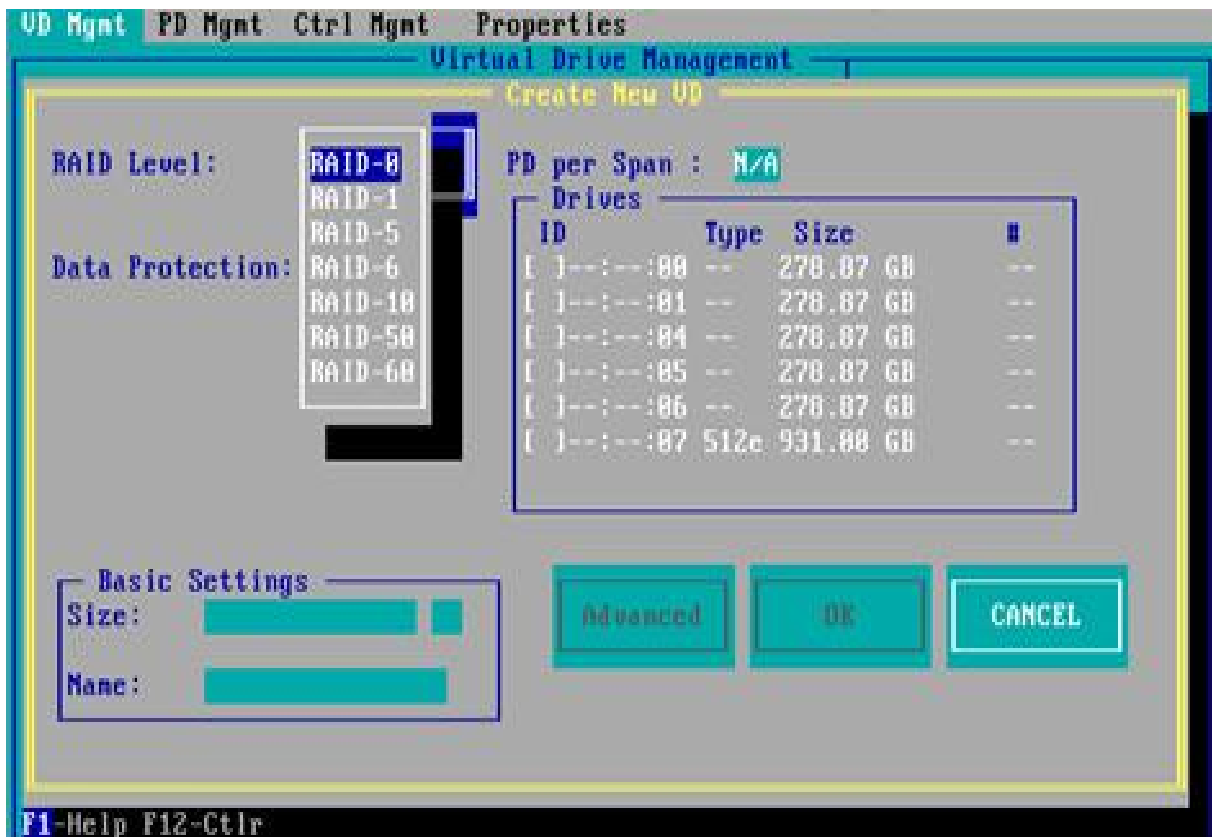 VD Mgmt PD Mgmt Ctrl Mgmt Properties
Virtual Drive Management
Create New VD
RAID Level:
RAID-0
RAID-1
RAID-5
RAID-6
RAID-10
RAID-50
RAID-60
PD per Span : N/A
Drives
ID Type Size #
[ ]--:--:00 -- 278.87 GB --
[ ]--:--:01 -- 278.87 GB --
[ ]--:--:04 -- 278.87 GB --
[ ]--:--:05 -- 278.87 GB --
[ ]--:--:06 -- 278.87 GB --
[ ]--:--:07 512e 931.00 GB --
Data Protection:
Basic Settings
Size:
Name:
Advanced
OK
CANCEL
F1-Help F12-Ctlr